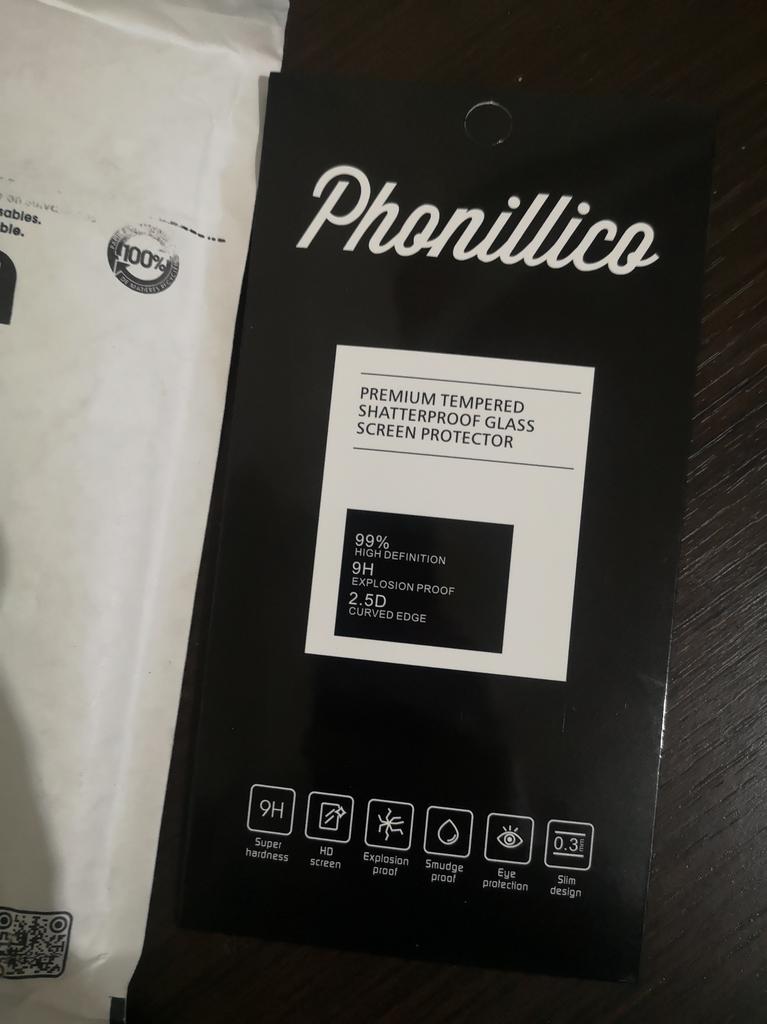 sables.
ble.
100%
Phonillico
PREMIUM TEMPERED
SHATTERPROOF GLASS
SCREEN PROTECTOR
99%
HIGH DEFINITION
9H
EXPLOSION PROOF
2.5D
CURVED EDGE
9H
Super
hardness
HD
screen
Explosion
proof
Smudge
proof
Eye
protection
0.3mm
Slim
design